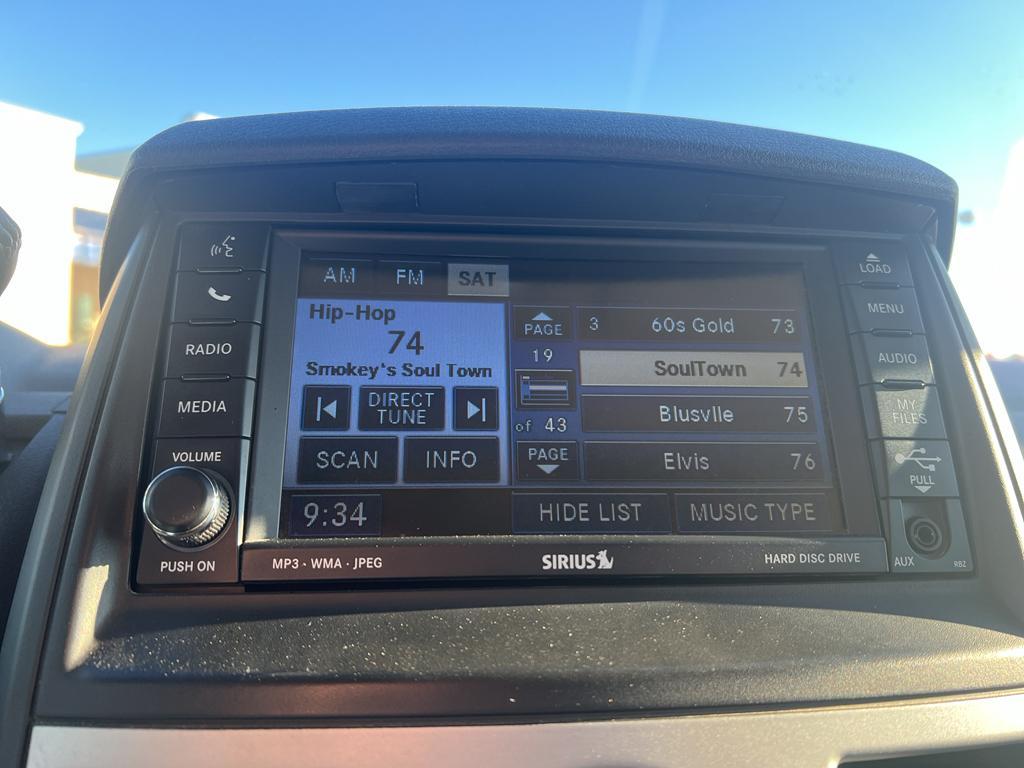 LOAD
AM FM SAT
MENU
RADIO
AUDIO
MEDIA
MY
FILES
VOLUME
PULL
PUSH ON
AUX
RBZ
Hip-Hop
74
Smokey's Soul Town
DIRECT
TUNE
SCAN INFO
PAGE
19
of 43
PAGE
3 60s Gold 73
SoulTown 74
Blusvlle 75
Elvis 76
9:34 HIDE LIST MUSIC TYPE
MP3 · WMA · JPEG SIRIUS HARD DISC DRIVE